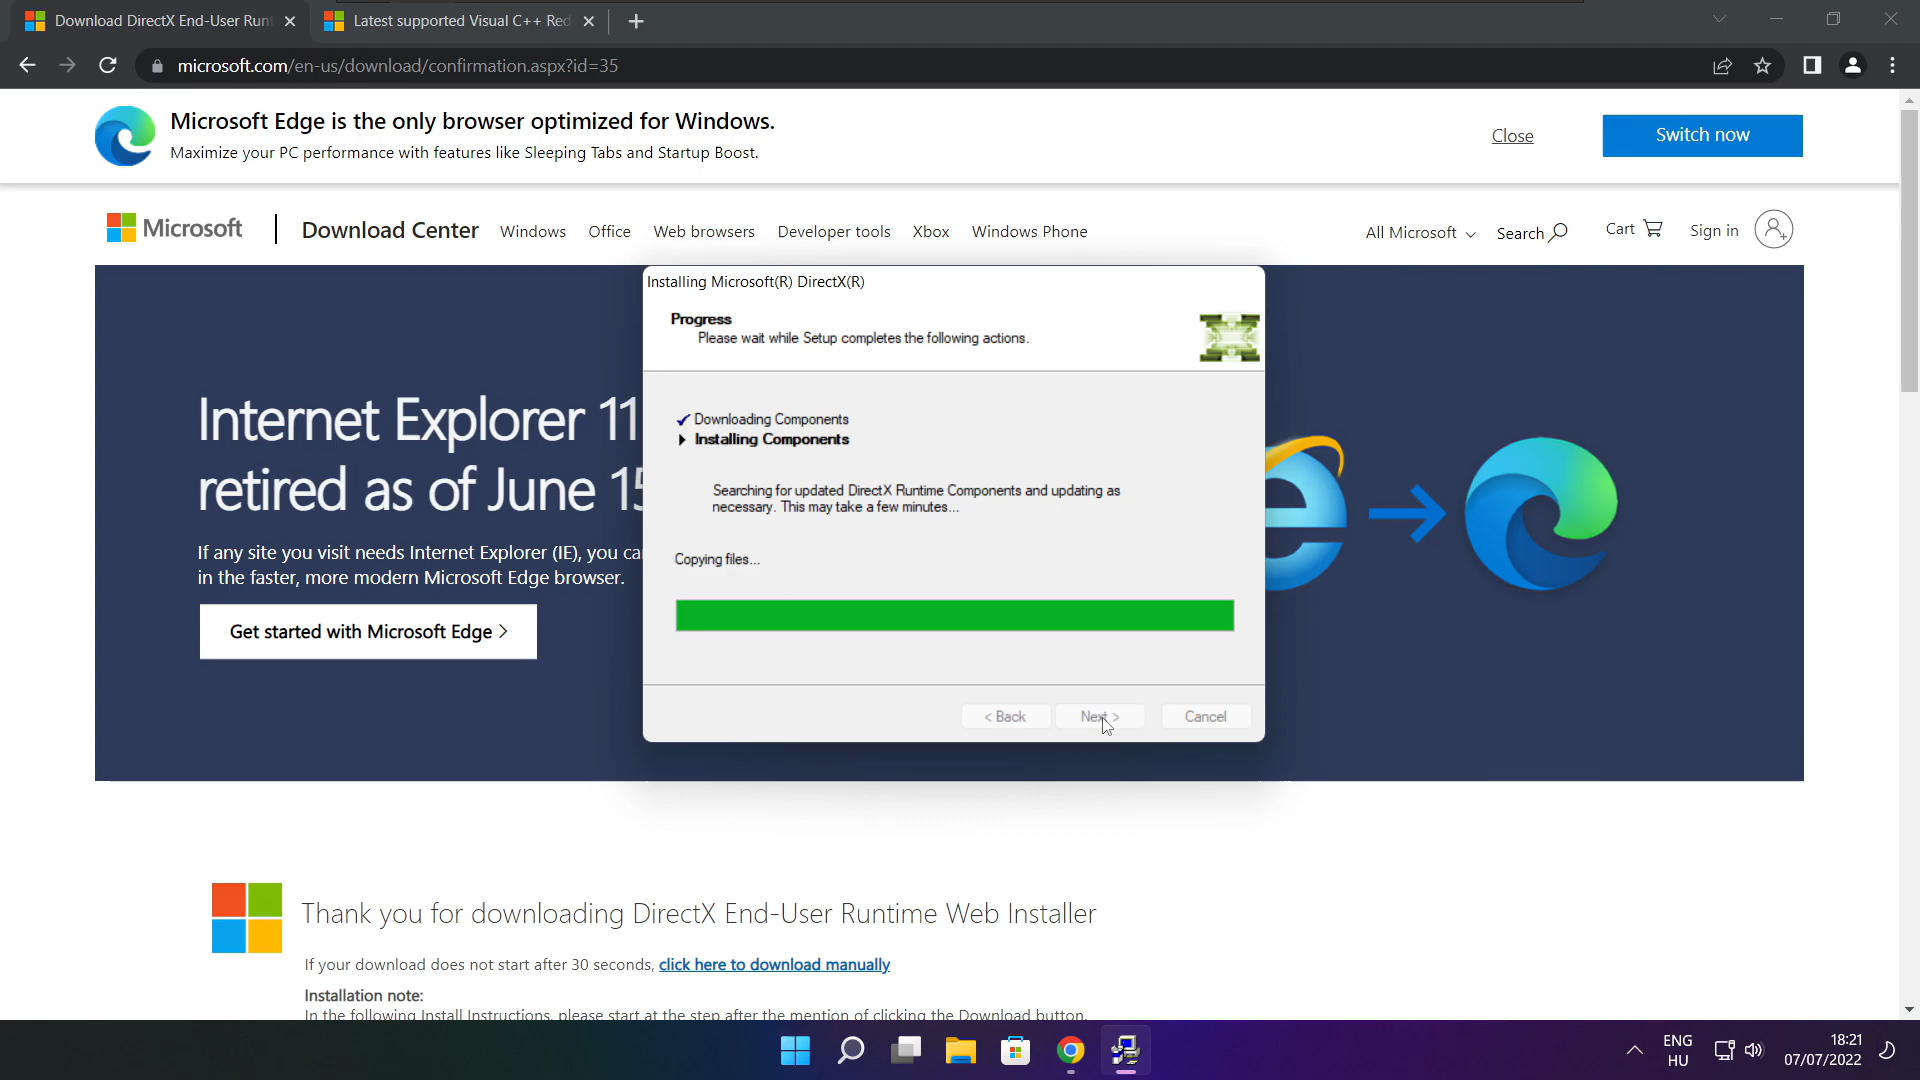 Download DirectX End-User Runt
Latest supported Visual C++ Red
microsoft.com/en-us/download/confirmation.aspx?id=35
Microsoft Edge is the only browser optimized for Windows.
Maximize your PC performance with features like Sleeping Tabs and Startup Boost.
Close
Switch now
Microsoft
Download Center
Windows
Office
Web browsers
Developer tools
Xbox
Windows Phone
All Microsoft
Search
Cart
Sign in
Installing Microsoft(R) DirectX(R)
Progress
Please wait while Setup completes the following actions.
Downloading Components
Installing Components
Searching for updated DirectX Runtime Components and updating as
necessary. This may take a few minutes...
Copying files...
< Back
Next >
Cancel
Internet Explorer 11
retired as of June 15
If any site you visit needs Internet Explorer (IE), you ca
in the faster, more modern Microsoft Edge browser.
Get started with Microsoft Edge >
Thank you for downloading DirectX End-User Runtime Web Installer
If your download does not start after 30 seconds, click here to download manually
Installation note:
In the following Install Instructions, please start at the step after the mention of clicking the Download button.
ENG
HU
18:21
07/07/2022